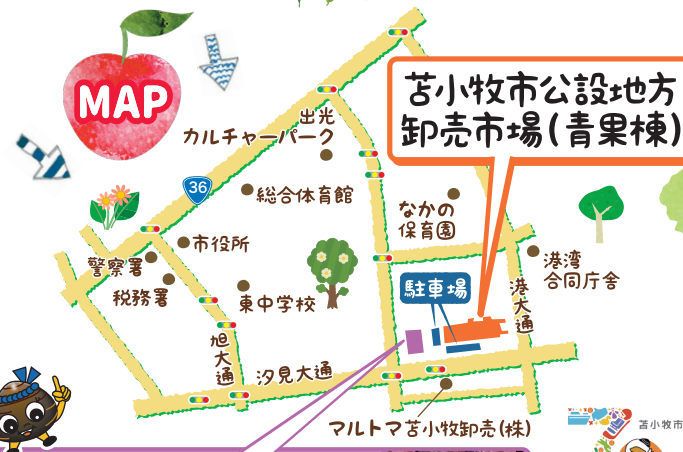 MAP
苫小牧市公設地方
卸売市場(青果棟)
出光
カルチャーパーク
36
総合体育館
なかの
保育園
市役所
警察署
税務署
東中学校
港湾
合同庁舎
駐車場
港大通
旭大通
汐見大通
マルトマ苫小牧卸売(株)
苫小牧市